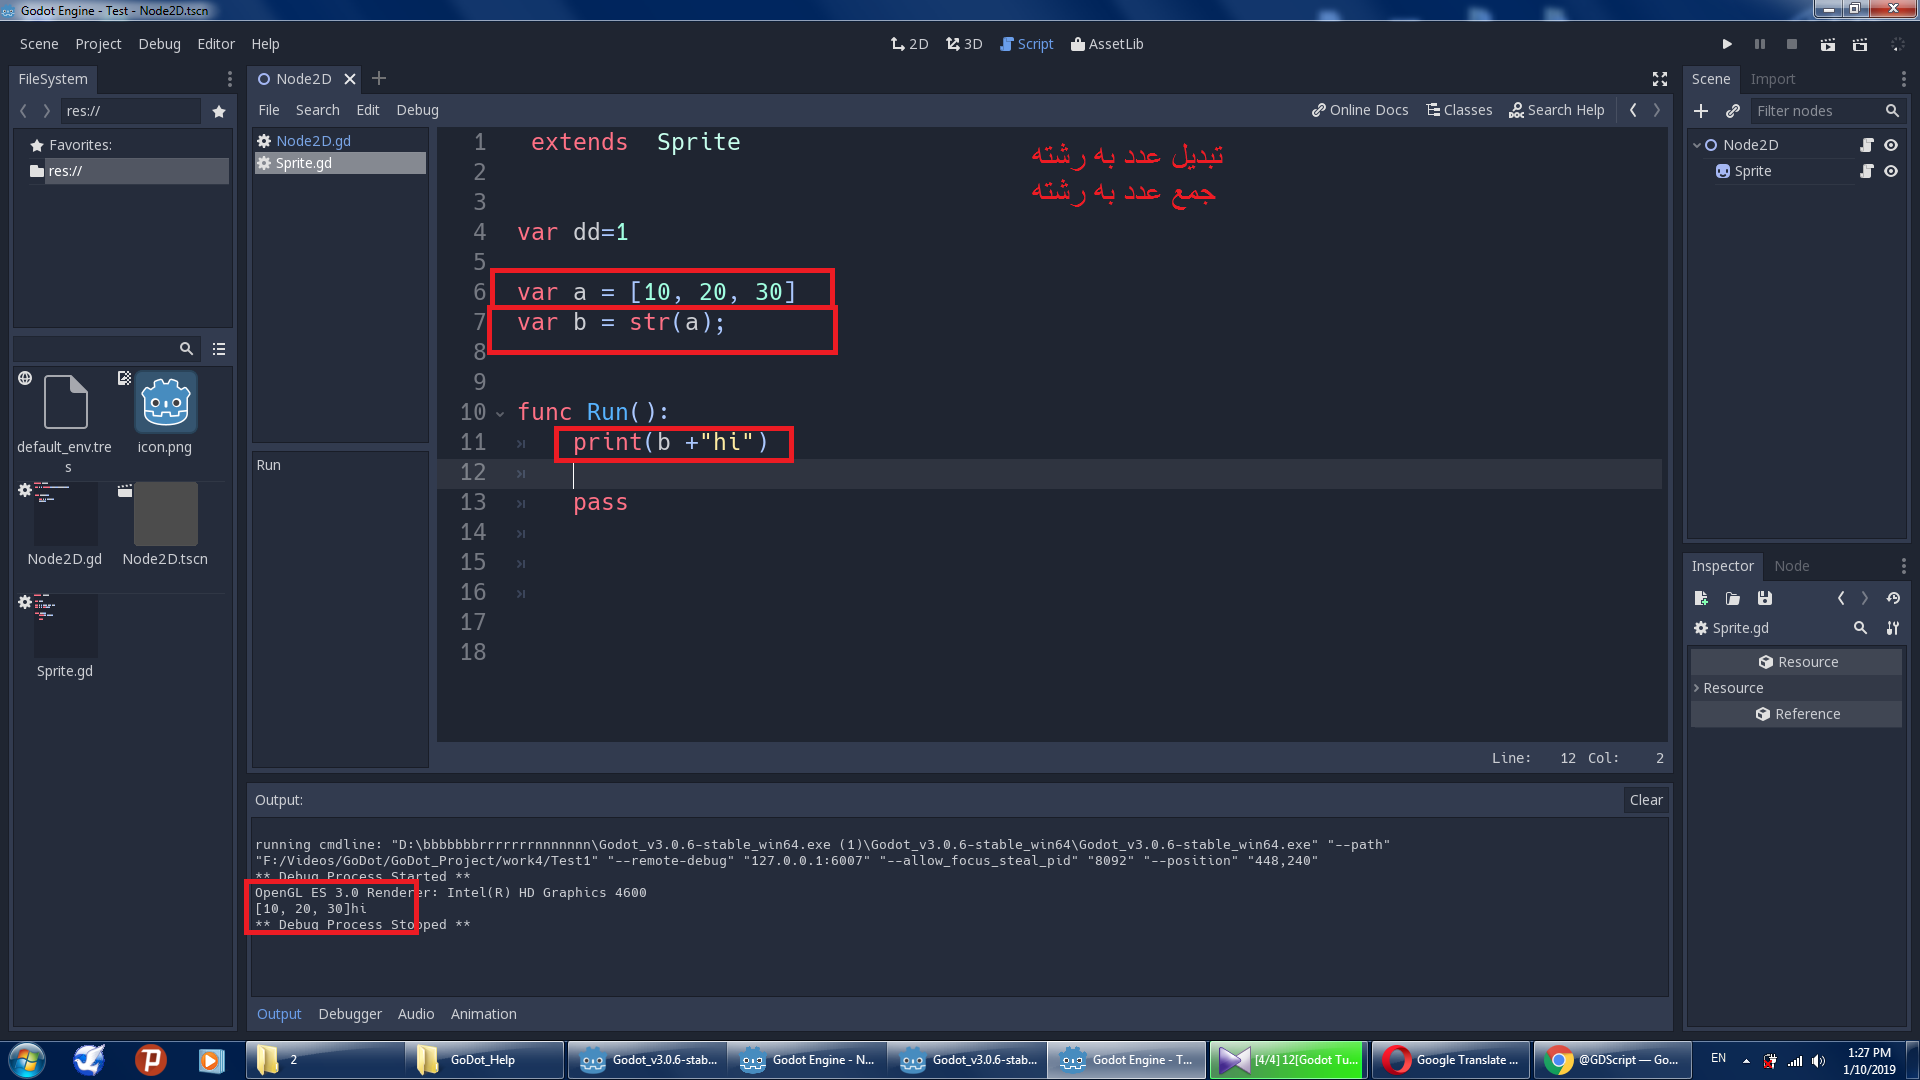 Godot Engine - Test - Node2D.tscn
Scene Project Debug Editor Help
2D 3D Script AssetLib
FileSystem
res://
Favorites:
res://
default_env.tres
icon.png
Node2D.gd
Node2D.tscn
Sprite.gd
Node2D
File Search Edit Debug
Online Docs Classes Search Help
Node2D.gd
Sprite.gd
Run
1 extends Sprite
تبدیل عدد به رشته
2
جمع عدد به رشته
3
4 var dd=1
5
6 var a = [10, 20, 30]
7 var b = str(a);
8
9
10 func Run():
11 print(b +"hi")
12
13 pass
14
15
16
17
18
Line: 12 Col: 2
Output: Clear
running cmdline: "D:\bbbbbbbrrrrrrrnnnnnnn\Godot_v3.0.6-stable_win64.exe (1)\Godot_v3.0.6-stable_win64\Godot_v3.0.6-stable_win64.exe" "--path"
"F:/Videos/GoDot/GoDot_Project/work4/Test1" "--remote-debug" "127.0.0.1:6007" "--allow_focus_steal_pid" "8092" "--position" "448,240"
** Debug Process Started **
OpenGL ES 3.0 Renderer: Intel(R) HD Graphics 4600
[10, 20, 30]hi
** Debug Process Stopped **
Output Debugger Audio Animation
Scene Import
Filter nodes
Node2D
Sprite
Inspector Node
Sprite.gd
Resource
Resource
Reference
2
GoDot_Help
Godot_v3.0.6-stab...
Godot Engine - N...
Godot_v3.0.6-stab...
Godot Engine - T...
[4/4] 12[Godot Tu...
Google Translate ...
@GDScript — Go...
EN
1:27 PM
1/10/2019